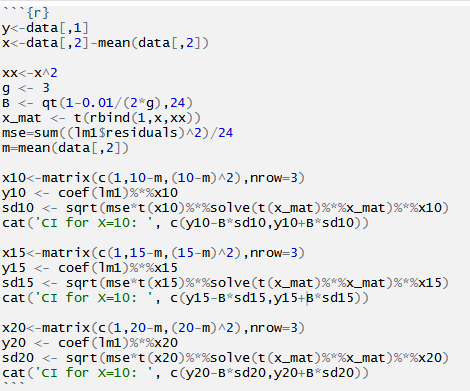 ```{r}
y<-data[,1]
x<-data[,2]-mean(data[,2])
xx<-x^2
g <- 3
B <- qt(1-0.01/(2*g),24)
x_mat <- t(rbind(1,x,xx))
mse=sum((lm1$residuals)^2)/24
m=mean(data[,2])
x10<-matrix(c(1,10-m,(10-m)^2),nrow=3)
y10 <- coef(lm1)%*%x10
sd10 <- sqrt(mse*t(x10)%*%solve(t(x_mat)%*%x_mat)%*%x10)
cat('CI for X=10: ', c(y10-B*sd10,y10+B*sd10))
x15<-matrix(c(1,15-m,(15-m)^2),nrow=3)
y15 <- coef(lm1)%*%x15
sd15 <- sqrt(mse*t(x15)%*%solve(t(x_mat)%*%x_mat)%*%x15)
cat('CI for X=10: ', c(y15-B*sd15,y15+B*sd15))
x20<-matrix(c(1,20-m,(20-m)^2),nrow=3)
y20 <- coef(lm1)%*%x20
sd20 <- sqrt(mse*t(x20)%*%solve(t(x_mat)%*%x_mat)%*%x20)
cat('CI for X=10: ', c(y20-B*sd20,y20+B*sd20))
```